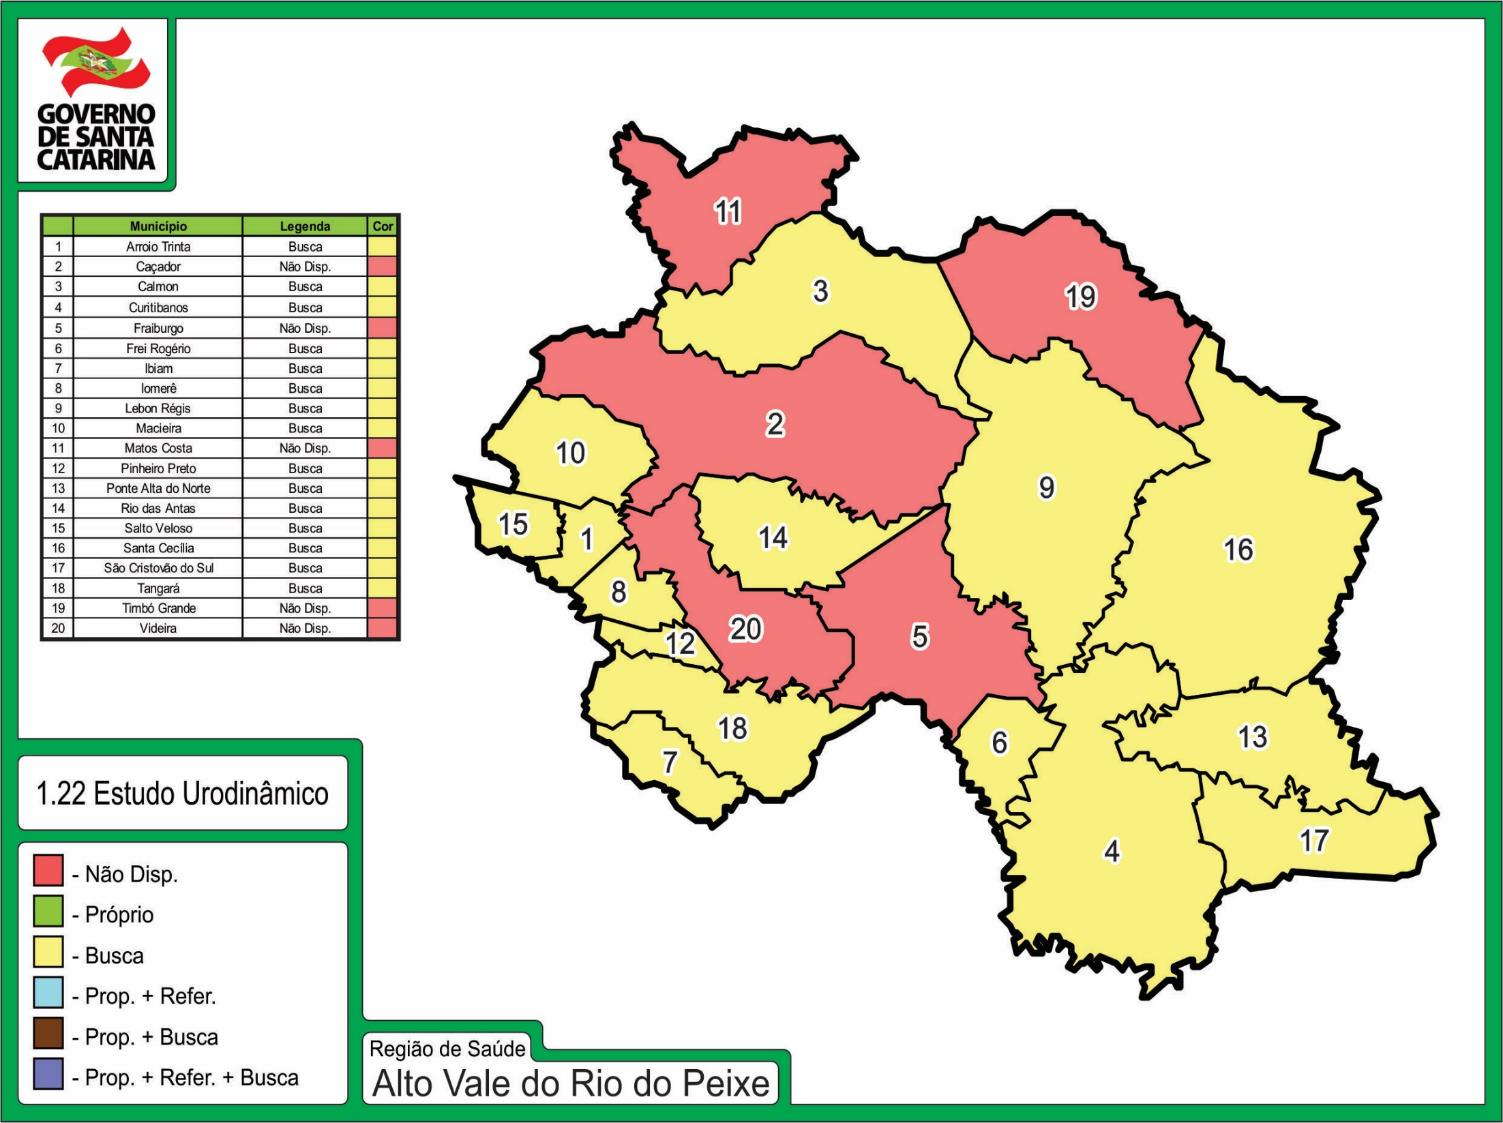 GOVERNO
DE SANTA
CATARINA
Município Legenda Cor
1 Arroio Trinta Busca
2 Caçador Não Disp.
3 Calmon Busca
4 Curitibanos Busca
5 Fraiburgo Não Disp.
6 Frei Rogério Busca
7 Ibiam Busca
8 Iomerê Busca
9 Lebon Régis Busca
10 Macieira Busca
11 Matos Costa Não Disp.
12 Pinheiro Preto Busca
13 Ponte Alta do Norte Busca
14 Rio das Antas Busca
15 Salto Veloso Busca
16 Santa Cecília Busca
17 São Cristovão do Sul Busca
18 Tangará Busca
19 Timbó Grande Não Disp.
20 Videira Não Disp.
11
3
19
2
10
9
15
1
14
16
8
20
12
5
18
6
13
7
4
17
1.22 Estudo Urodinâmico
- Não Disp.
- Próprio
- Busca
- Prop. + Refer.
- Prop. + Busca
- Prop. + Refer. + Busca
Região de Saúde
Alto Vale do Rio do Peixe